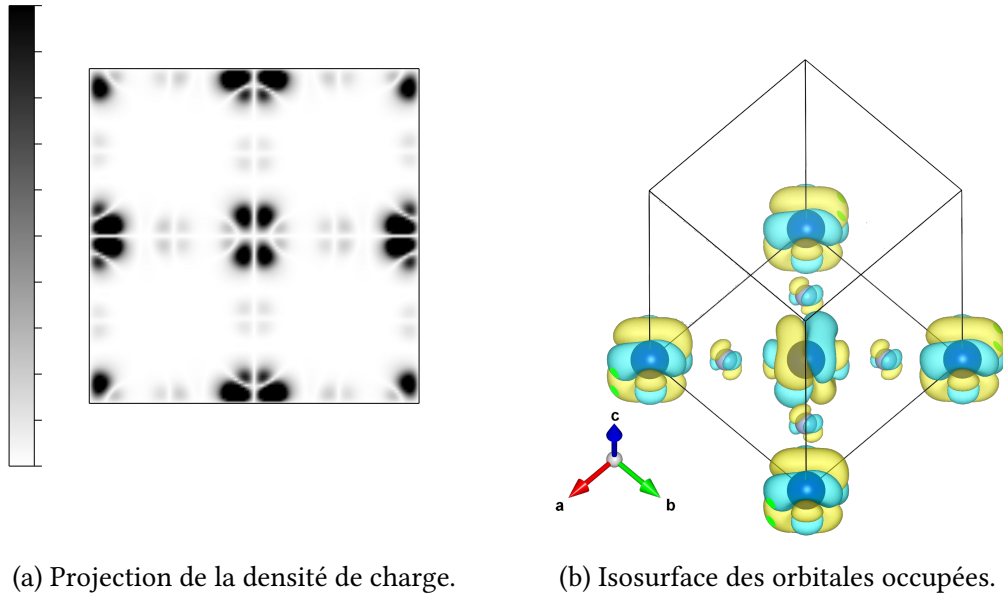 c
a
b
(a) Projection de la densité de charge.
(b) Isosurface des orbitales occupées.